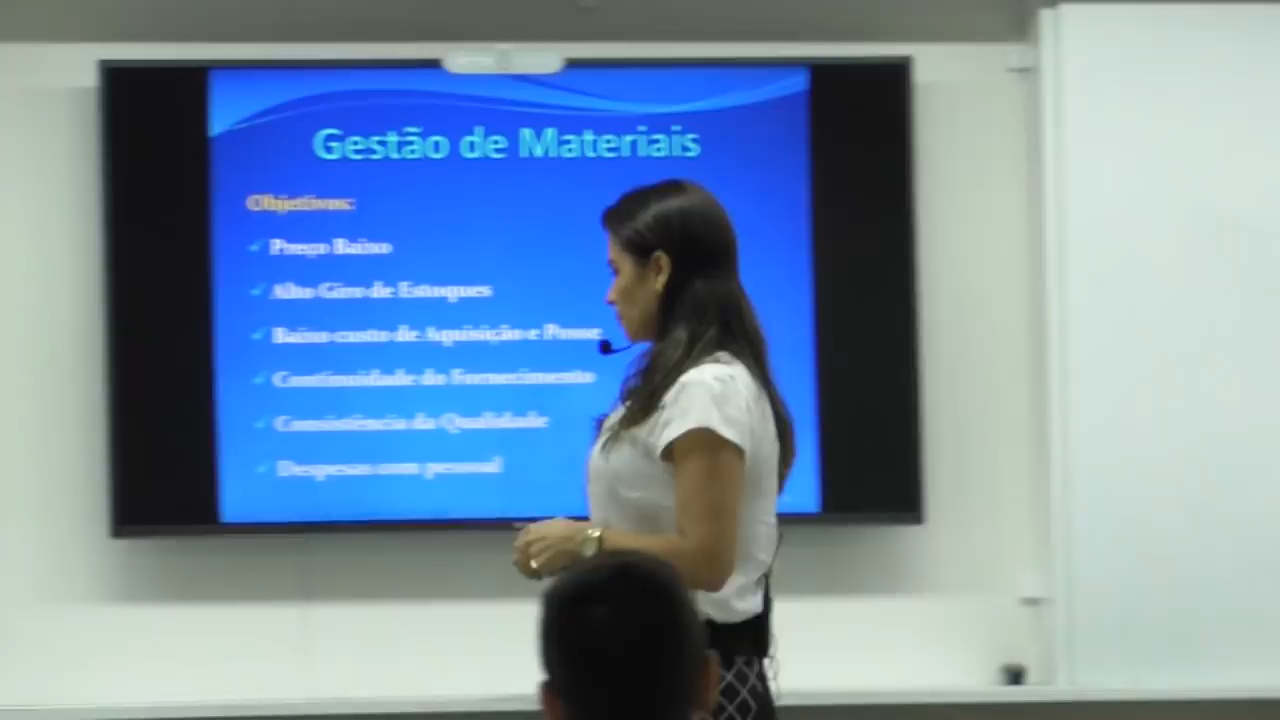 Gestão de Materiais
Objetivos:
Preço Baixo
Alto Giro de Estoques
Baixo custo de Aquisição e Posse
Continuidade do Fornecimento
Consistência da Qualidade
Despesas com pessoal